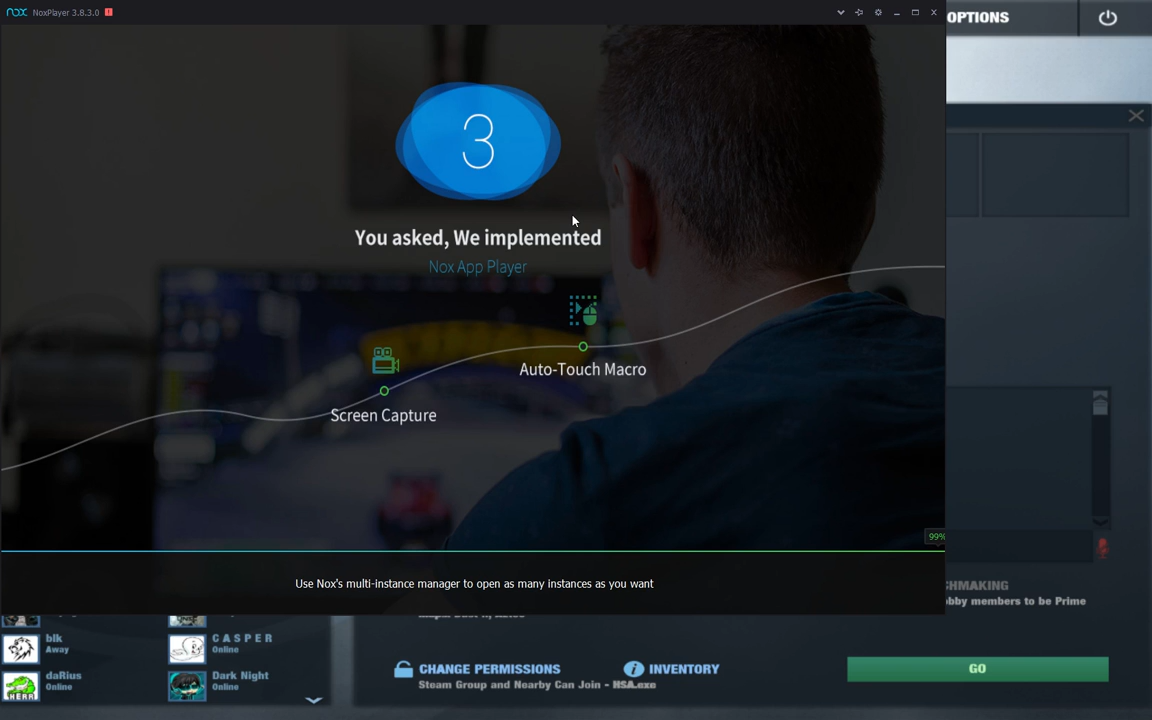 nox NoxPlayer 3.8.3.0
OPTIONS
3
You asked, We implemented
Nox App Player
Auto-Touch Macro
Screen Capture
99%
Use Nox's multi-instance manager to open as many instances as you want
HMAKING
bby members to be Prime
blk
Away
CASPER
Online
daRius
Online
Dark Night
Online
CHANGE PERMISSIONS
INVENTORY
Steam Group and Nearby Can Join - HSA.exe
GO